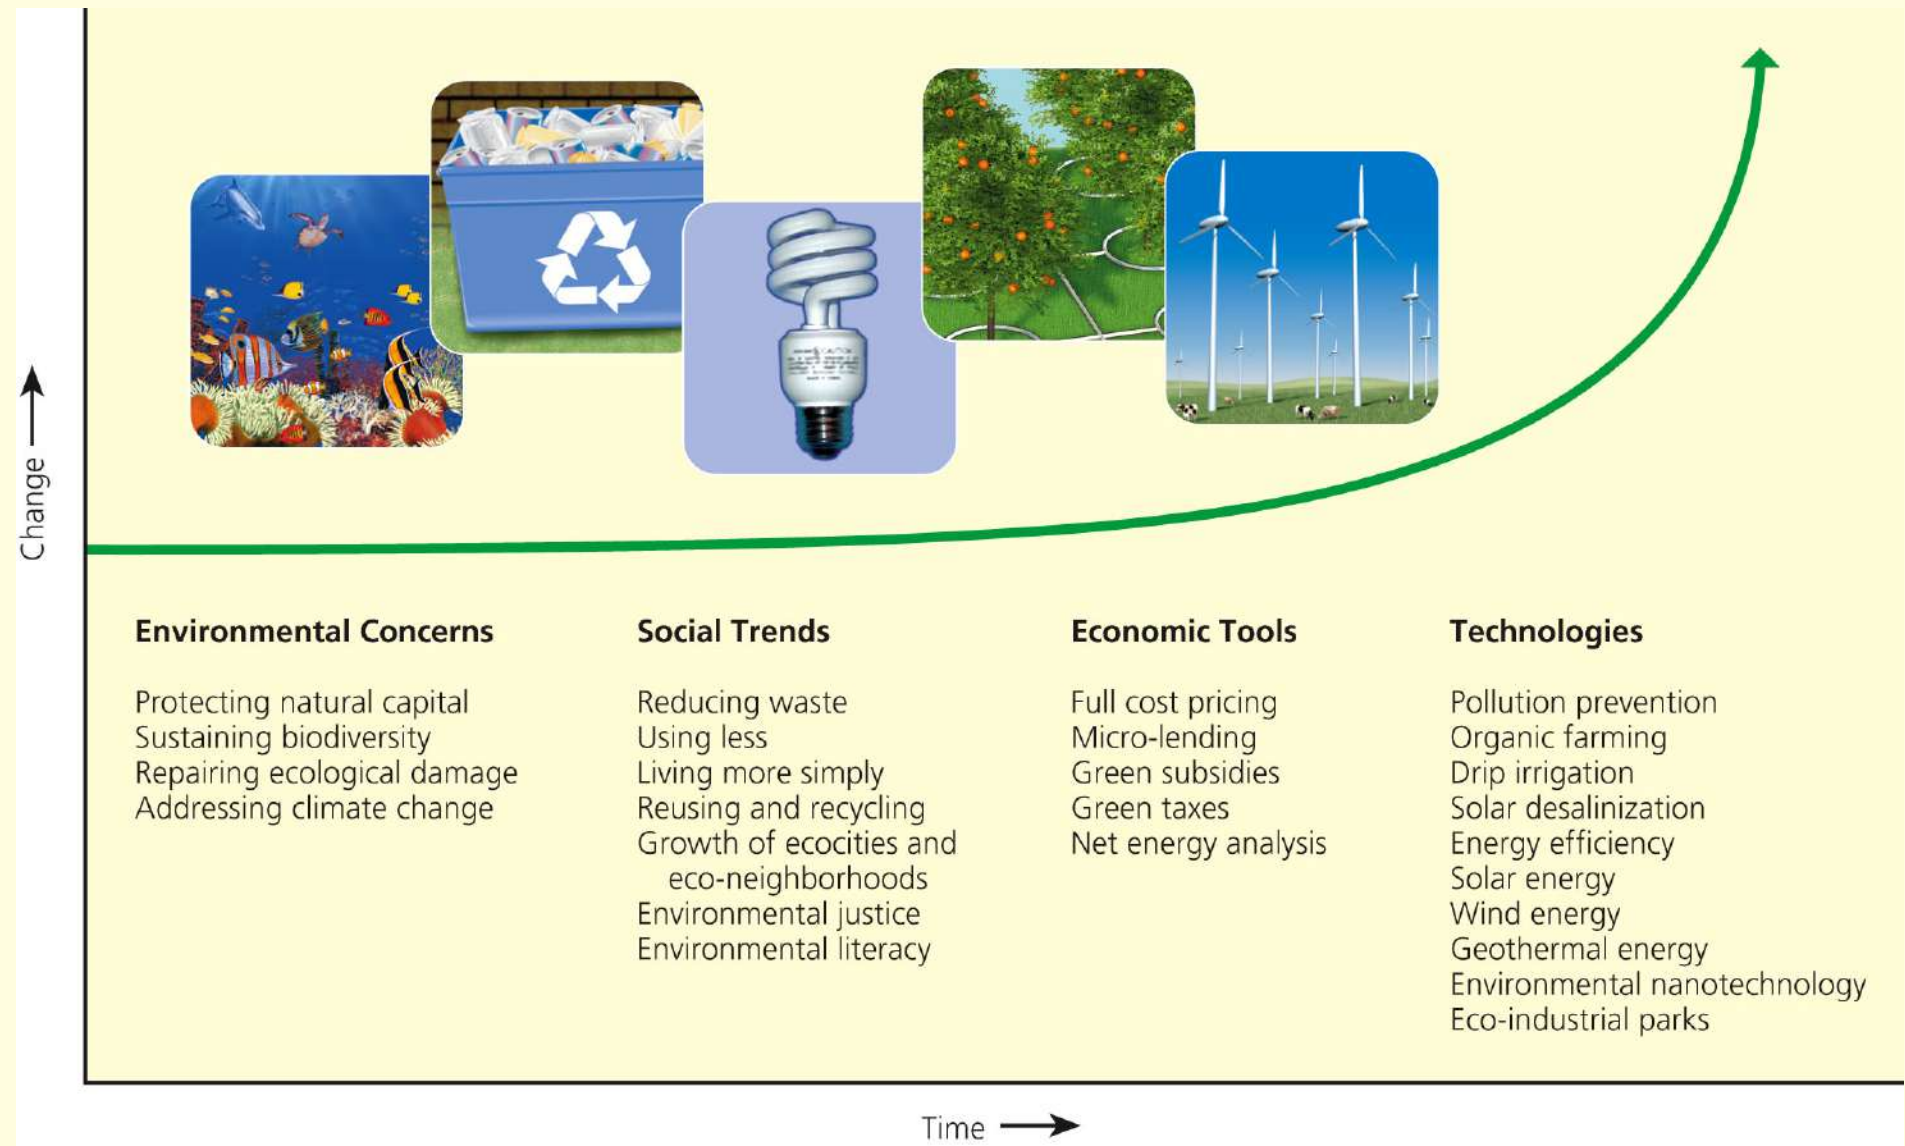 Change
Environmental Concerns
Protecting natural capital
Sustaining biodiversity
Repairing ecological damage
Addressing climate change
Social Trends
Reducing waste
Using less
Living more simply
Reusing and recycling
Growth of ecocities and
eco-neighborhoods
Environmental justice
Environmental literacy
Economic Tools
Full cost pricing
Micro-lending
Green subsidies
Green taxes
Net energy analysis
Technologies
Pollution prevention
Organic farming
Drip irrigation
Solar desalinization
Energy efficiency
Solar energy
Wind energy
Geothermal energy
Environmental nanotechnology
Eco-industrial parks
Time